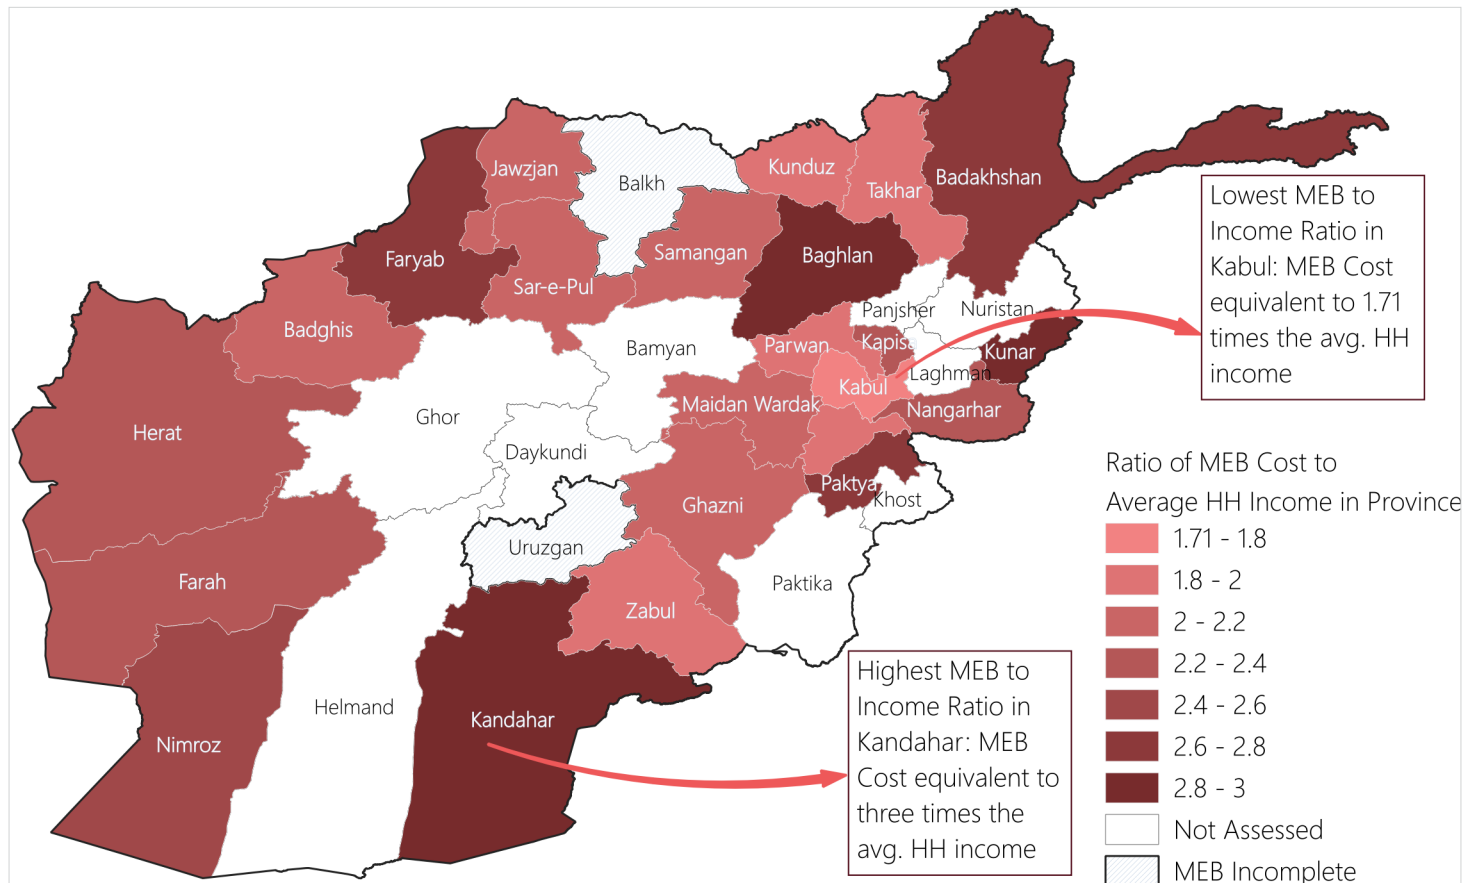 Jawzjan
Balkh
Kunduz
Takhar
Badakhshan
Faryab
Sar-e-Pul
Samangan
Baghlan
Badghis
Panjsher
Nuristan
Bamyan
Parwan
Kapisa
Kunar
Laghman
Kabul
Herat
Ghor
Maidan Wardak
Nangarhar
Daykundi
Paktya
Khost
Ghazni
Uruzgan
Farah
Zabul
Paktika
Helmand
Kandahar
Nimroz
Lowest MEB to
Income Ratio in
Kabul: MEB Cost
equivalent to 1.71
times the avg. HH
income
Highest MEB to
Income Ratio in
Kandahar: MEB
Cost equivalent to
three times the
avg. HH income
Ratio of MEB Cost to
Average HH Income in Province
1.71 - 1.8
1.8 - 2
2 - 2.2
2.2 - 2.4
2.4 - 2.6
2.6 - 2.8
2.8 - 3
Not Assessed
MEB Incomplete